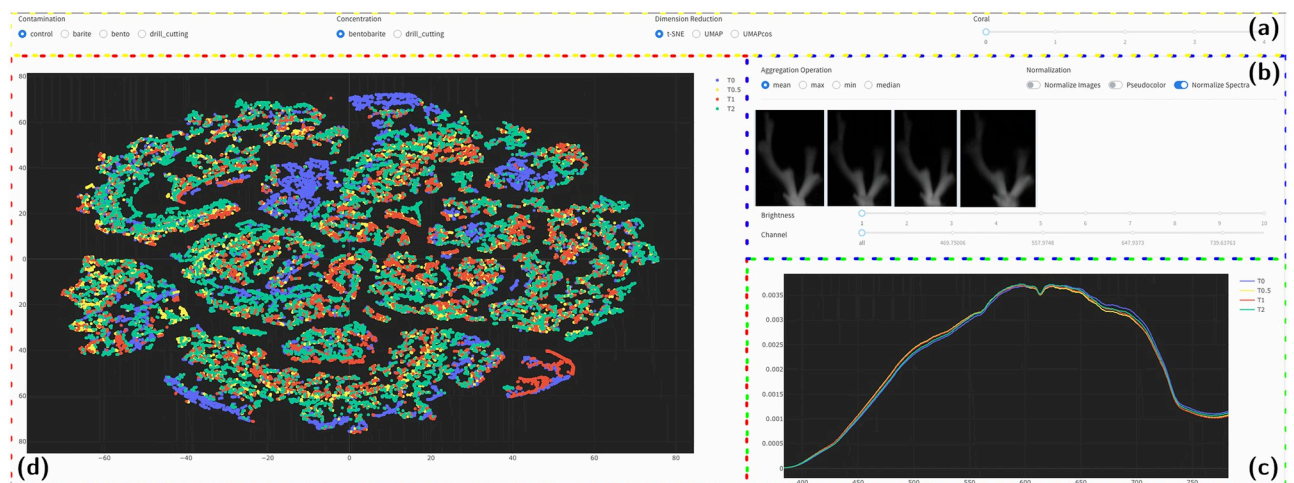 Contamination
control barite bento drill_cutting
Concentration
bentobarite drill_cutting
Dimension Reduction
t-SNE UMAP UMAPcos
Coral
0 1 2 3 4
(a)
(b)
Aggregation Operation
mean max min median
Normalization
Normalize Images Pseudocolor Normalize Spectra
Brightness
1 2 3 4 5 6 7 8 9 10
Channel
all 469.75006 557.9748 647.9373 739.63763
T0
T0.5
T1
T2
80
60
40
20
0
20
40
60
80
−60 −40 −20 0 20 40 60 80
(d)
0.0035
0.003
0.0025
0.002
0.0015
0.001
0.0005
0
400 450 500 550 600 650 700 750
T0
T0.5
T1
T2
(c)